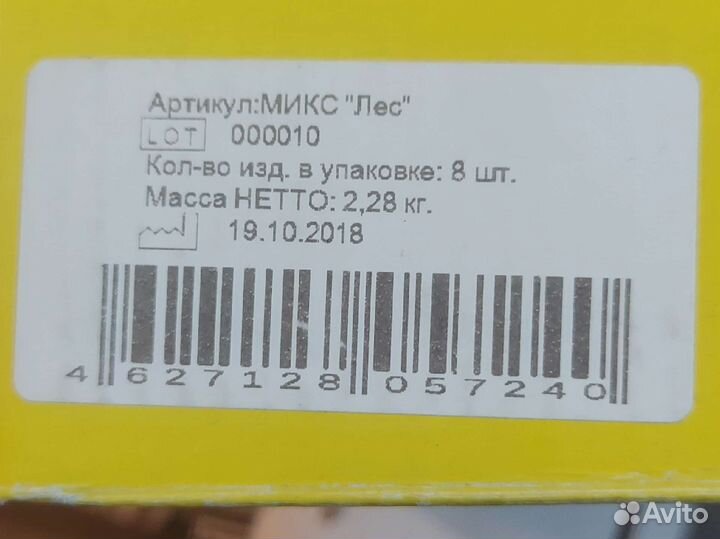 Артикул:МИКС "Лес"
LOT 000010
Кол-во изд. в упаковке: 8 шт.
Масса НЕТТО: 2,28 кг.
19.10.2018
4 627128 057240
Avito